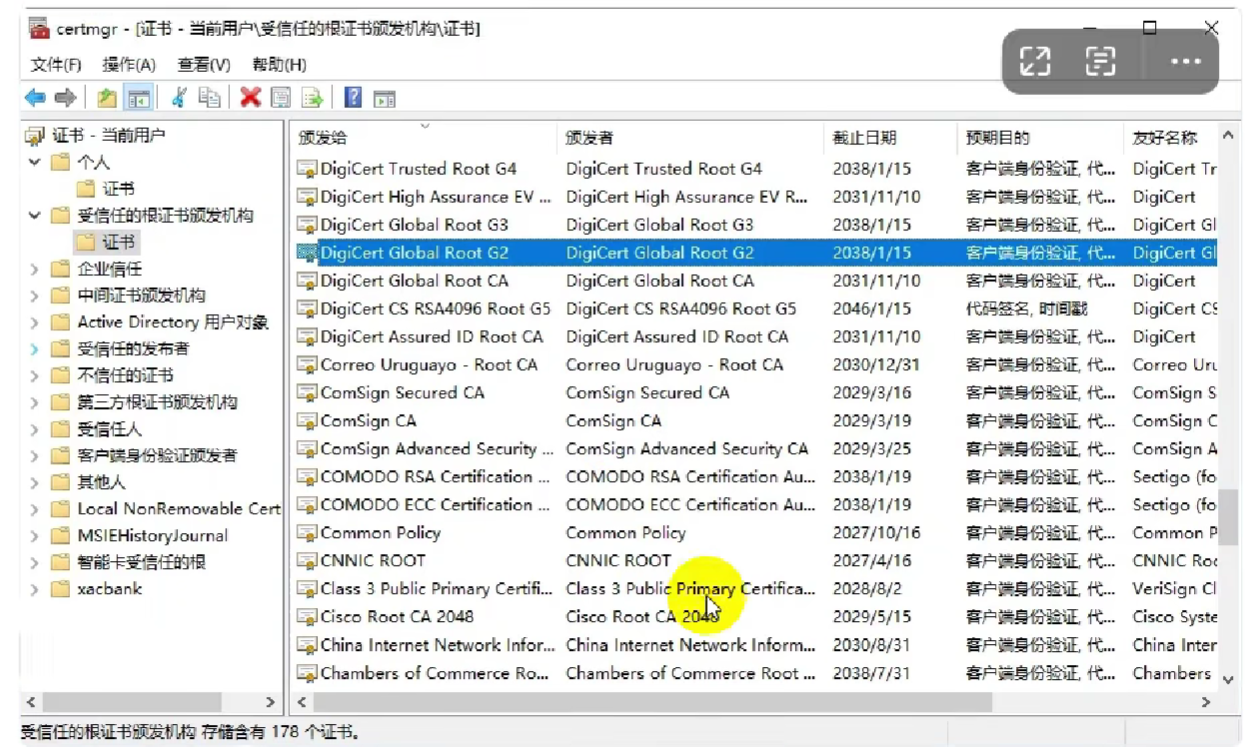 certmgr - [证书 - 当前用户\受信任的根证书颁发机构\证书]
文件(F) 操作(A) 查看(V) 帮助(H)
证书 - 当前用户
个人
证书
受信任的根证书颁发机构
证书
企业信任
中间证书颁发机构
Active Directory 用户对象
受信任的发布者
不信任的证书
第三方根证书颁发机构
受信任人
客户端身份验证颁发者
其他人
Local NonRemovable Cert
MSIEHistoryJournal
智能卡受信任的根
xacbank
颁发给 颁发者 截止日期 预期目的 友好名称
DigiCert Trusted Root G4 DigiCert Trusted Root G4 2038/1/15 客户端身份验证, 代... DigiCert Tr
DigiCert High Assurance EV ... DigiCert High Assurance EV R... 2031/11/10 客户端身份验证, 代... DigiCert
DigiCert Global Root G3 DigiCert Global Root G3 2038/1/15 客户端身份验证, 代... DigiCert Gl
DigiCert Global Root G2 DigiCert Global Root G2 2038/1/15 客户端身份验证, 代... DigiCert Gl
DigiCert Global Root CA DigiCert Global Root CA 2031/11/10 客户端身份验证, 代... DigiCert
DigiCert CS RSA4096 Root G5 DigiCert CS RSA4096 Root G5 2046/1/15 代码签名, 时间戳 DigiCert CS
DigiCert Assured ID Root CA DigiCert Assured ID Root CA 2031/11/10 客户端身份验证, 代... DigiCert
Correo Uruguayo - Root CA Correo Uruguayo - Root CA 2030/12/31 客户端身份验证, 代... Correo Uru
ComSign Secured CA ComSign Secured CA 2029/3/16 客户端身份验证, 代... ComSign S
ComSign CA ComSign CA 2029/3/19 客户端身份验证, 代... ComSign C
ComSign Advanced Security ... ComSign Advanced Security CA 2029/3/25 客户端身份验证, 代... ComSign A
COMODO RSA Certification ... COMODO RSA Certification Au... 2038/1/19 客户端身份验证, 代... Sectigo (fo
COMODO ECC Certification ... COMODO ECC Certification Au... 2038/1/19 客户端身份验证, 代... Sectigo (fo
Common Policy Common Policy 2027/10/16 客户端身份验证, 代... Common P
CNNIC ROOT CNNIC ROOT 2027/4/16 客户端身份验证, 代... CNNIC Roo
Class 3 Public Primary Certifi... Class 3 Public Primary Certifica... 2028/8/2 客户端身份验证, 代... VeriSign Cl
Cisco Root CA 2048 Cisco Root CA 2048 2029/5/15 客户端身份验证, 代... Cisco Syste
China Internet Network Infor... China Internet Network Inform... 2030/8/31 客户端身份验证, 代... China Inter
Chambers of Commerce Ro... Chambers of Commerce Root ... 2038/7/31 客户端身份验证, 代... Chambers
受信任的根证书颁发机构 存储含有 178 个证书。